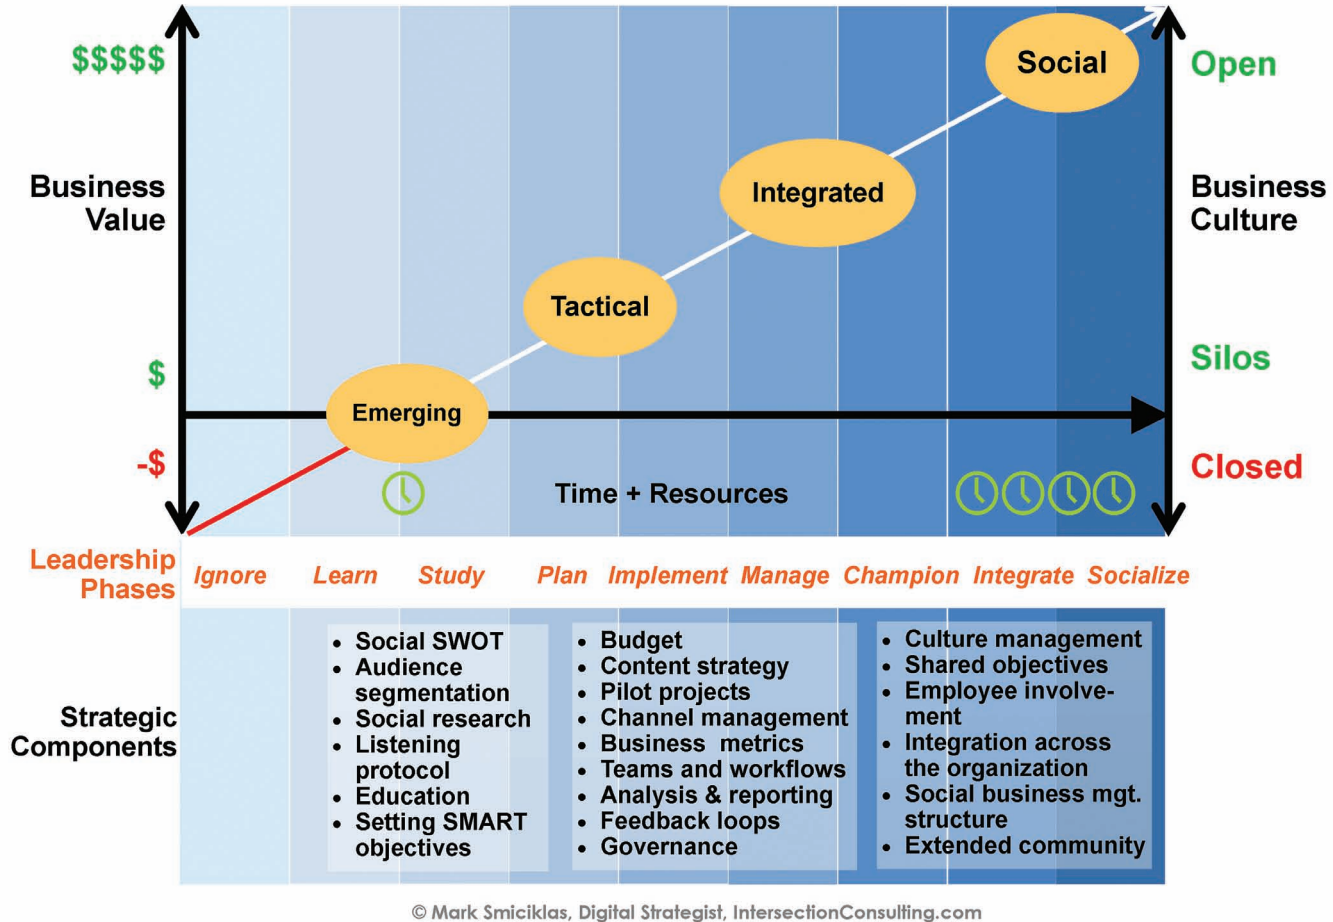 $$$$$
Social
Open
Business
Value
Integrated
Business
Culture
Tactical
$
Silos
Emerging
-$
Closed
Time + Resources
Leadership
Phases
Ignore Learn Study Plan Implement Manage Champion Integrate Socialize
Strategic
Components
• Social SWOT
• Audience
segmentation
• Social research
• Listening
protocol
• Education
• Setting SMART
objectives
• Budget
• Content strategy
• Pilot projects
• Channel management
• Business metrics
• Teams and workflows
• Analysis & reporting
• Feedback loops
• Governance
• Culture management
• Shared objectives
• Employee involve-
ment
• Integration across
the organization
• Social business mgt.
structure
• Extended community
© Mark Smiciklas, Digital Strategist, IntersectionConsulting.com